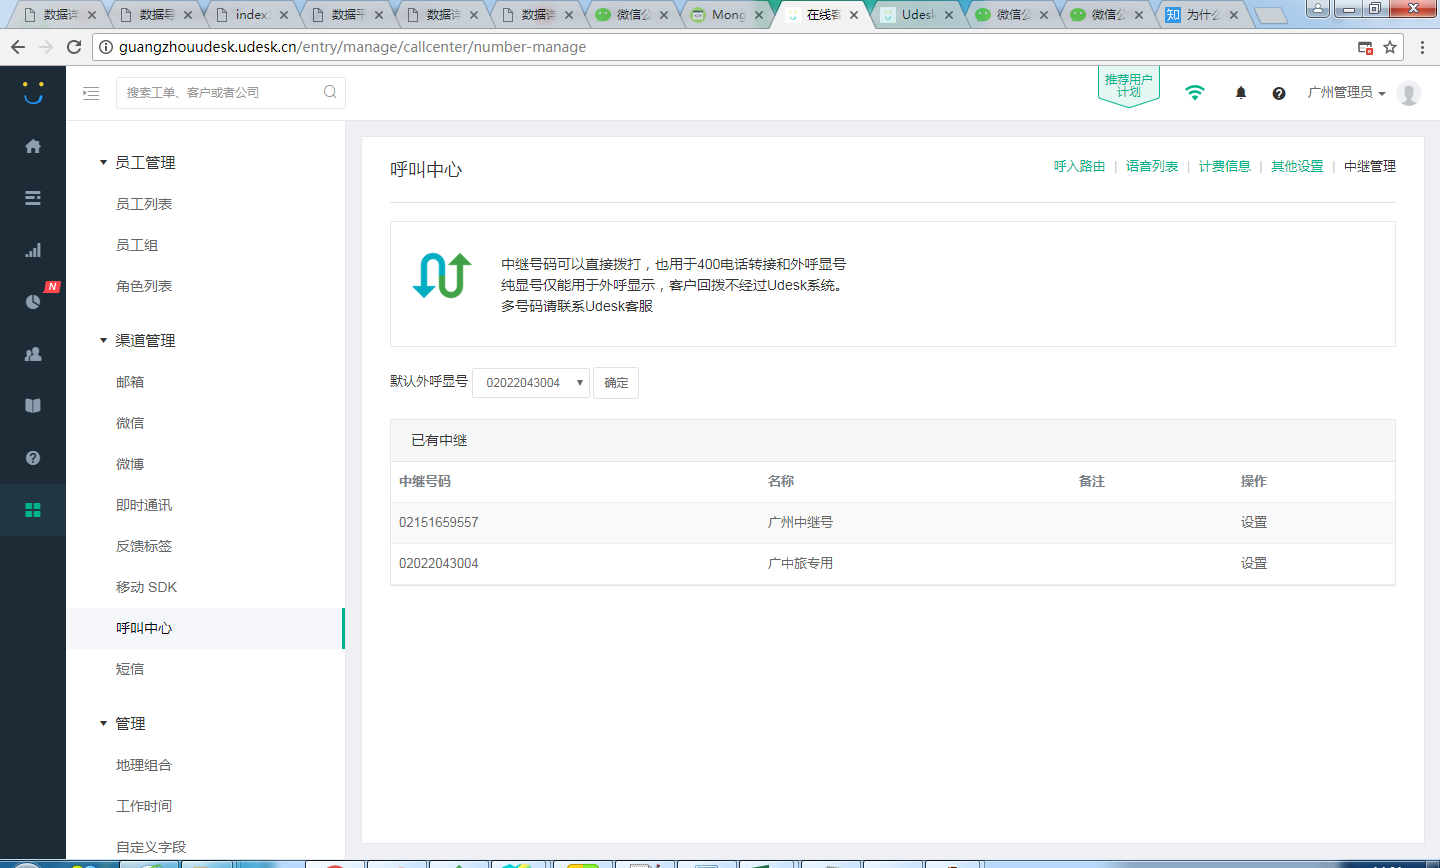 数据详
数据导
index
数据平
数据详
数据详
微信公
Mong
在线客
Udesk
微信公
微信公
知 为什么
guangzhouudesk.udesk.cn/entry/manage/callcenter/number-manage
搜索工单、客户或者公司
推荐用户
计划
广州管理员
N
员工管理
员工列表
员工组
角色列表
渠道管理
邮箱
微信
微博
即时通讯
反馈标签
移动 SDK
呼叫中心
短信
管理
地理组合
工作时间
自定义字段
呼叫中心
呼入路由 | 语音列表 | 计费信息 | 其他设置 | 中继管理
中继号码可以直接拨打，也用于400电话转接和外呼显号
纯显号仅能用于外呼显示，客户回拨不经过Udesk系统。
多号码请联系Udesk客服
默认外呼显号 02022043004 确定
已有中继
中继号码 名称 备注 操作
02151659557 广州中继号 设置
02022043004 广中旅专用 设置